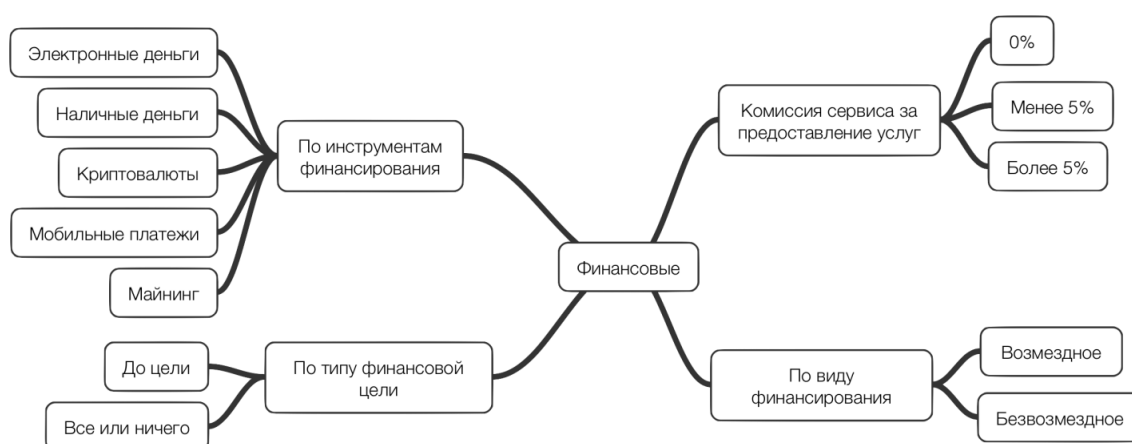 Электронные деньги
Наличные деньги
Криптовалюты
Мобильные платежи
Майнинг
По инструментам
финансирования
До цели
Все или ничего
По типу финансовой
цели
Финансовые
Комиссия сервиса за
предоставление услуг
0%
Менее 5%
Более 5%
По виду
финансирования
Возмездное
Безвозмездное